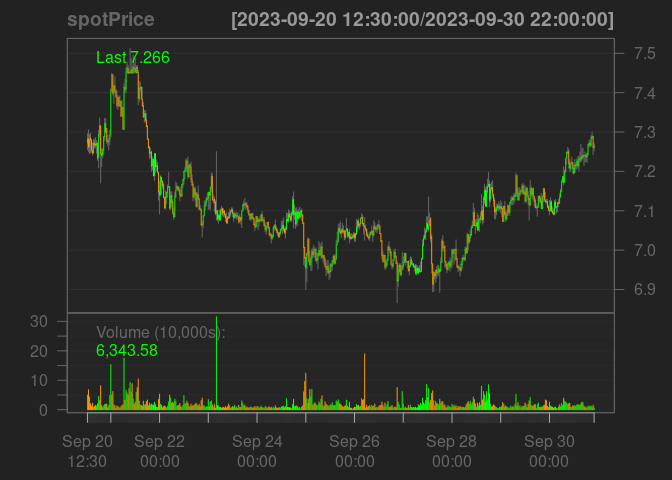 spotPrice [2023-09-20 12:30:00/2023-09-30 22:00:00]
Last 7.266
7.5
7.4
7.3
7.2
7.1
7.0
6.9
Volume (10,000s):
6,343.58
30
20
10
0
Sep 20 Sep 22 Sep 24 Sep 26 Sep 28 Sep 30
12:30 00:00 00:00 00:00 00:00 00:00